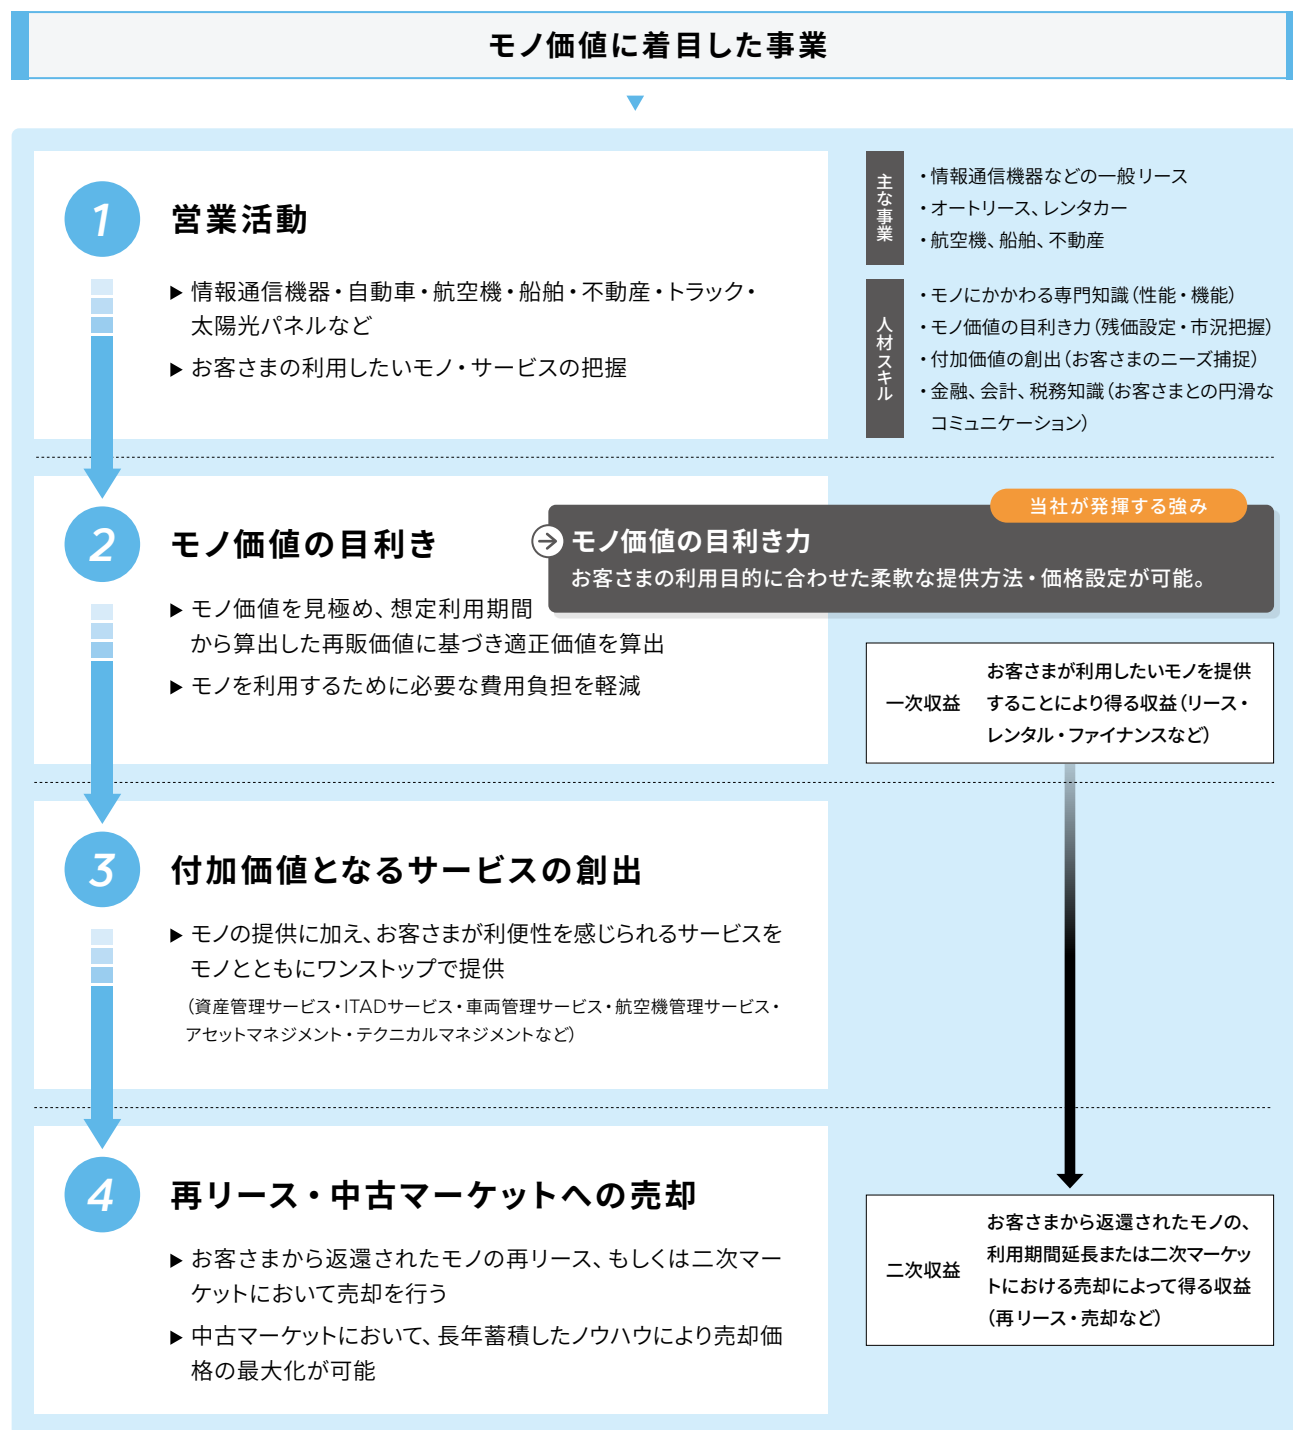 モノ価値に着目した事業
1
営業活動
▶ 情報通信機器・自動車・航空機・船舶・不動産・トラック・
太陽光パネルなど
▶ お客さまの利用したいモノ・サービスの把握
主な事業
・情報通信機器などの一般リース
・オートリース、レンタカー
・航空機、船舶、不動産
人材スキル
・モノにかかわる専門知識（性能・機能）
・モノ価値の目利き力（残価設定・市況把握）
・付加価値の創出（お客さまのニーズ捕捉）
・金融、会計、税務知識（お客さまとの円滑な
コミュニケーション）
2
モノ価値の目利き
▶ モノ価値を見極め、想定利用期間
から算出した再販価値に基づき適正価値を算出
▶ モノを利用するために必要な費用負担を軽減
当社が発揮する強み
モノ価値の目利き力
お客さまの利用目的に合わせた柔軟な提供方法・価格設定が可能。
一次収益
お客さまが利用したいモノを提供
することにより得る収益（リース・
レンタル・ファイナンスなど）
3
付加価値となるサービスの創出
▶ モノの提供に加え、お客さまが利便性を感じられるサービスを
モノとともにワンストップで提供
（資産管理サービス・ITADサービス・車両管理サービス・航空機管理サービス・
アセットマネジメント・テクニカルマネジメントなど）
4
再リース・中古マーケットへの売却
▶ お客さまから返還されたモノの再リース、もしくは二次マー
ケットにおいて売却を行う
▶ 中古マーケットにおいて、長年蓄積したノウハウにより売却価
格の最大化が可能
二次収益
お客さまから返還されたモノの、
利用期間延長または二次マーケッ
トにおける売却によって得る収益
（再リース・売却など）